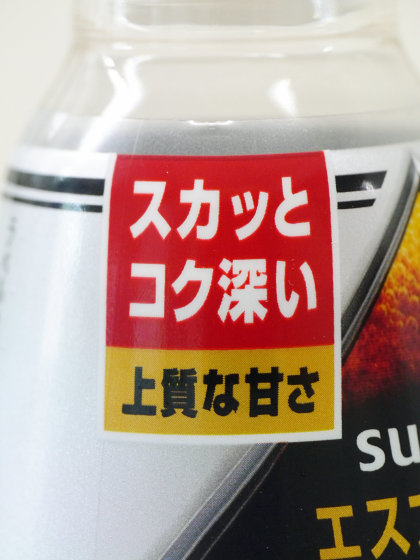 スカッと
コク深い
上質な甘さ
su
エス